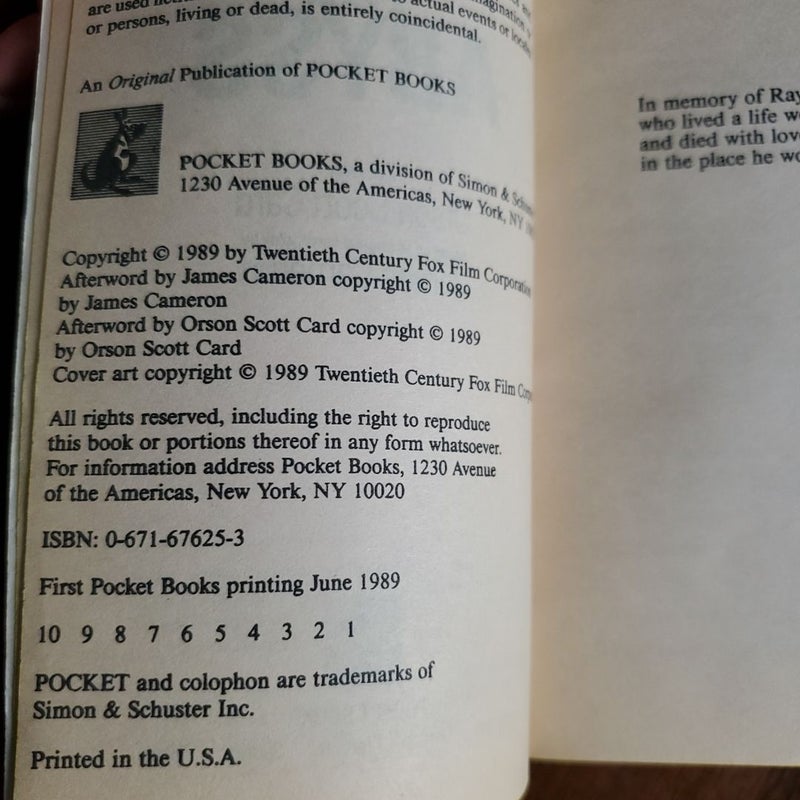 are used
actual events or
or persons, living or dead, is entirely coincidental.
An Original Publication of POCKET BOOKS
POCKET BOOKS, a division of Simon &
1230 Avenue of the Americas, New York, NY
Copyright © 1989 by Twentieth Century Fox Film Corporation
Afterword by James Cameron copyright © 1989
by James Cameron
Afterword by Orson Scott Card copyright © 1989
by Orson Scott Card
Cover art copyright © 1989 Twentieth Century Fox Film
All rights reserved, including the right to reproduce
this book or portions thereof in any form whatsoever.
For information address Pocket Books, 1230 Avenue
of the Americas, New York, NY 10020
ISBN: 0-671-67625-3
First Pocket Books printing June 1989
10 9 8 7 6 5 4 3 2 1
POCKET and colophon are trademarks of
Simon & Schuster Inc.
Printed in the U.S.A.
In memory of Ray
who lived a life
and died with
in the place he